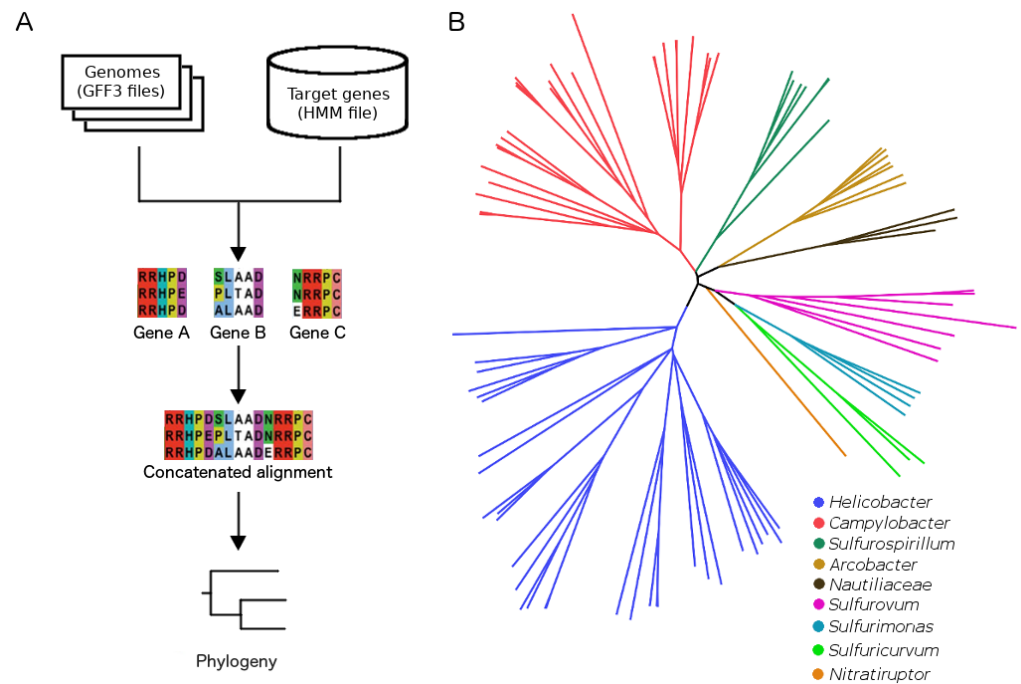 A
B
Genomes
(GFF3 files)
Target genes
(HMM file)
RRHPD
RRHPE
RRHPD
Gene A
SLAAD
PLTAD
ALAAD
Gene B
NRRPC
NRRPC
ERRPC
Gene C
RRHPDSLAADNRRPC
RRHPEPLTADNRRPC
RRHPDALAADERRPC
Concatenated alignment
Phylogeny
Helicobacter
Campylobacter
Sulfurospirillum
Arcobacter
Nautiliaceae
Sulfurovum
Sulfurimonas
Sulfuricurvum
Nitratiruptor